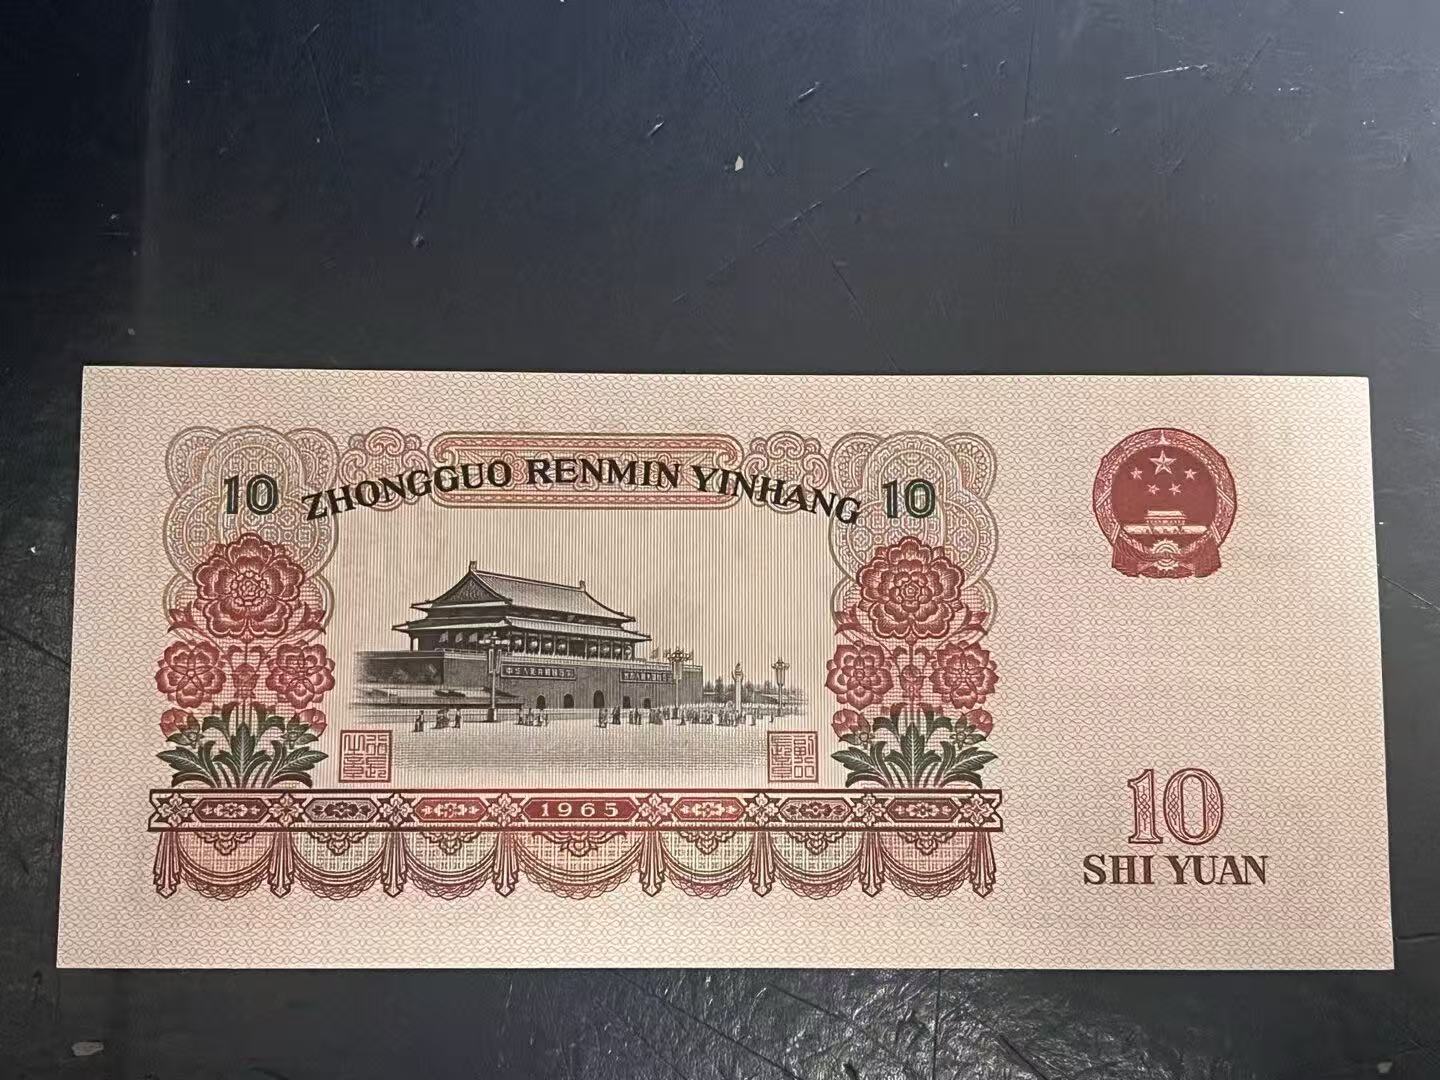 10 ZHONGGUO RENMIN YINHANG 10
1965
10
SHI YUAN